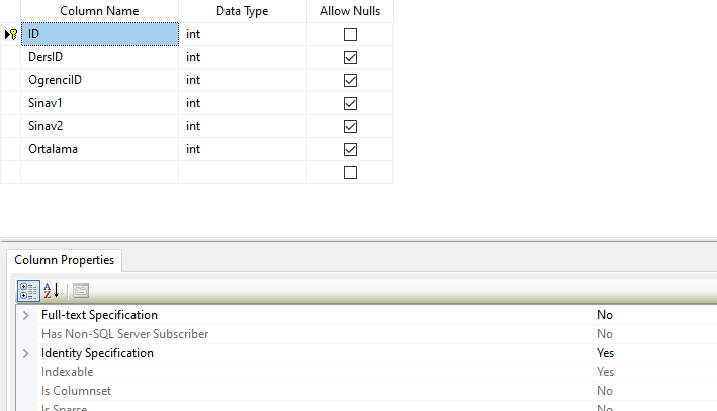 Column Name Data Type Allow Nulls
ID int
DersID int
OgrenciID int
Sinav1 int
Sinav2 int
Ortalama int
Column Properties
Full-text Specification No
Has Non-SQL Server Subscriber No
Identity Specification Yes
Indexable Yes
Is Columnset No
Is Sparse No